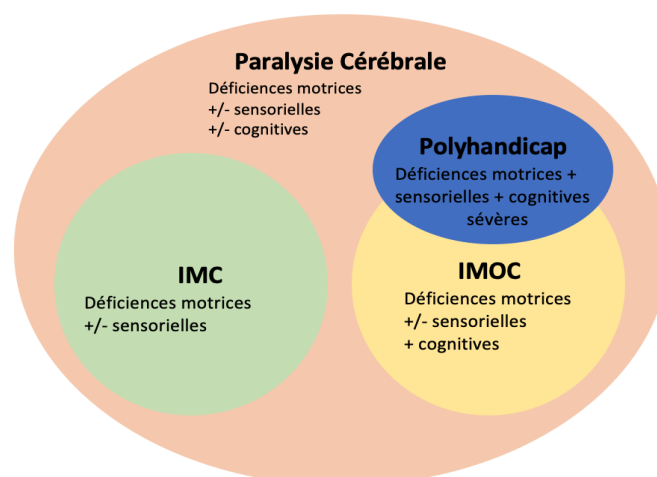 Paralysie Cérébrale
Déficiences motrices
+/- sensorielles
+/- cognitives
Polyhandicap
Déficiences motrices +
sensorielles + cognitives
sévères
IMC
Déficiences motrices
+/- sensorielles
IMOC
Déficiences motrices
+/- sensorielles
+ cognitives